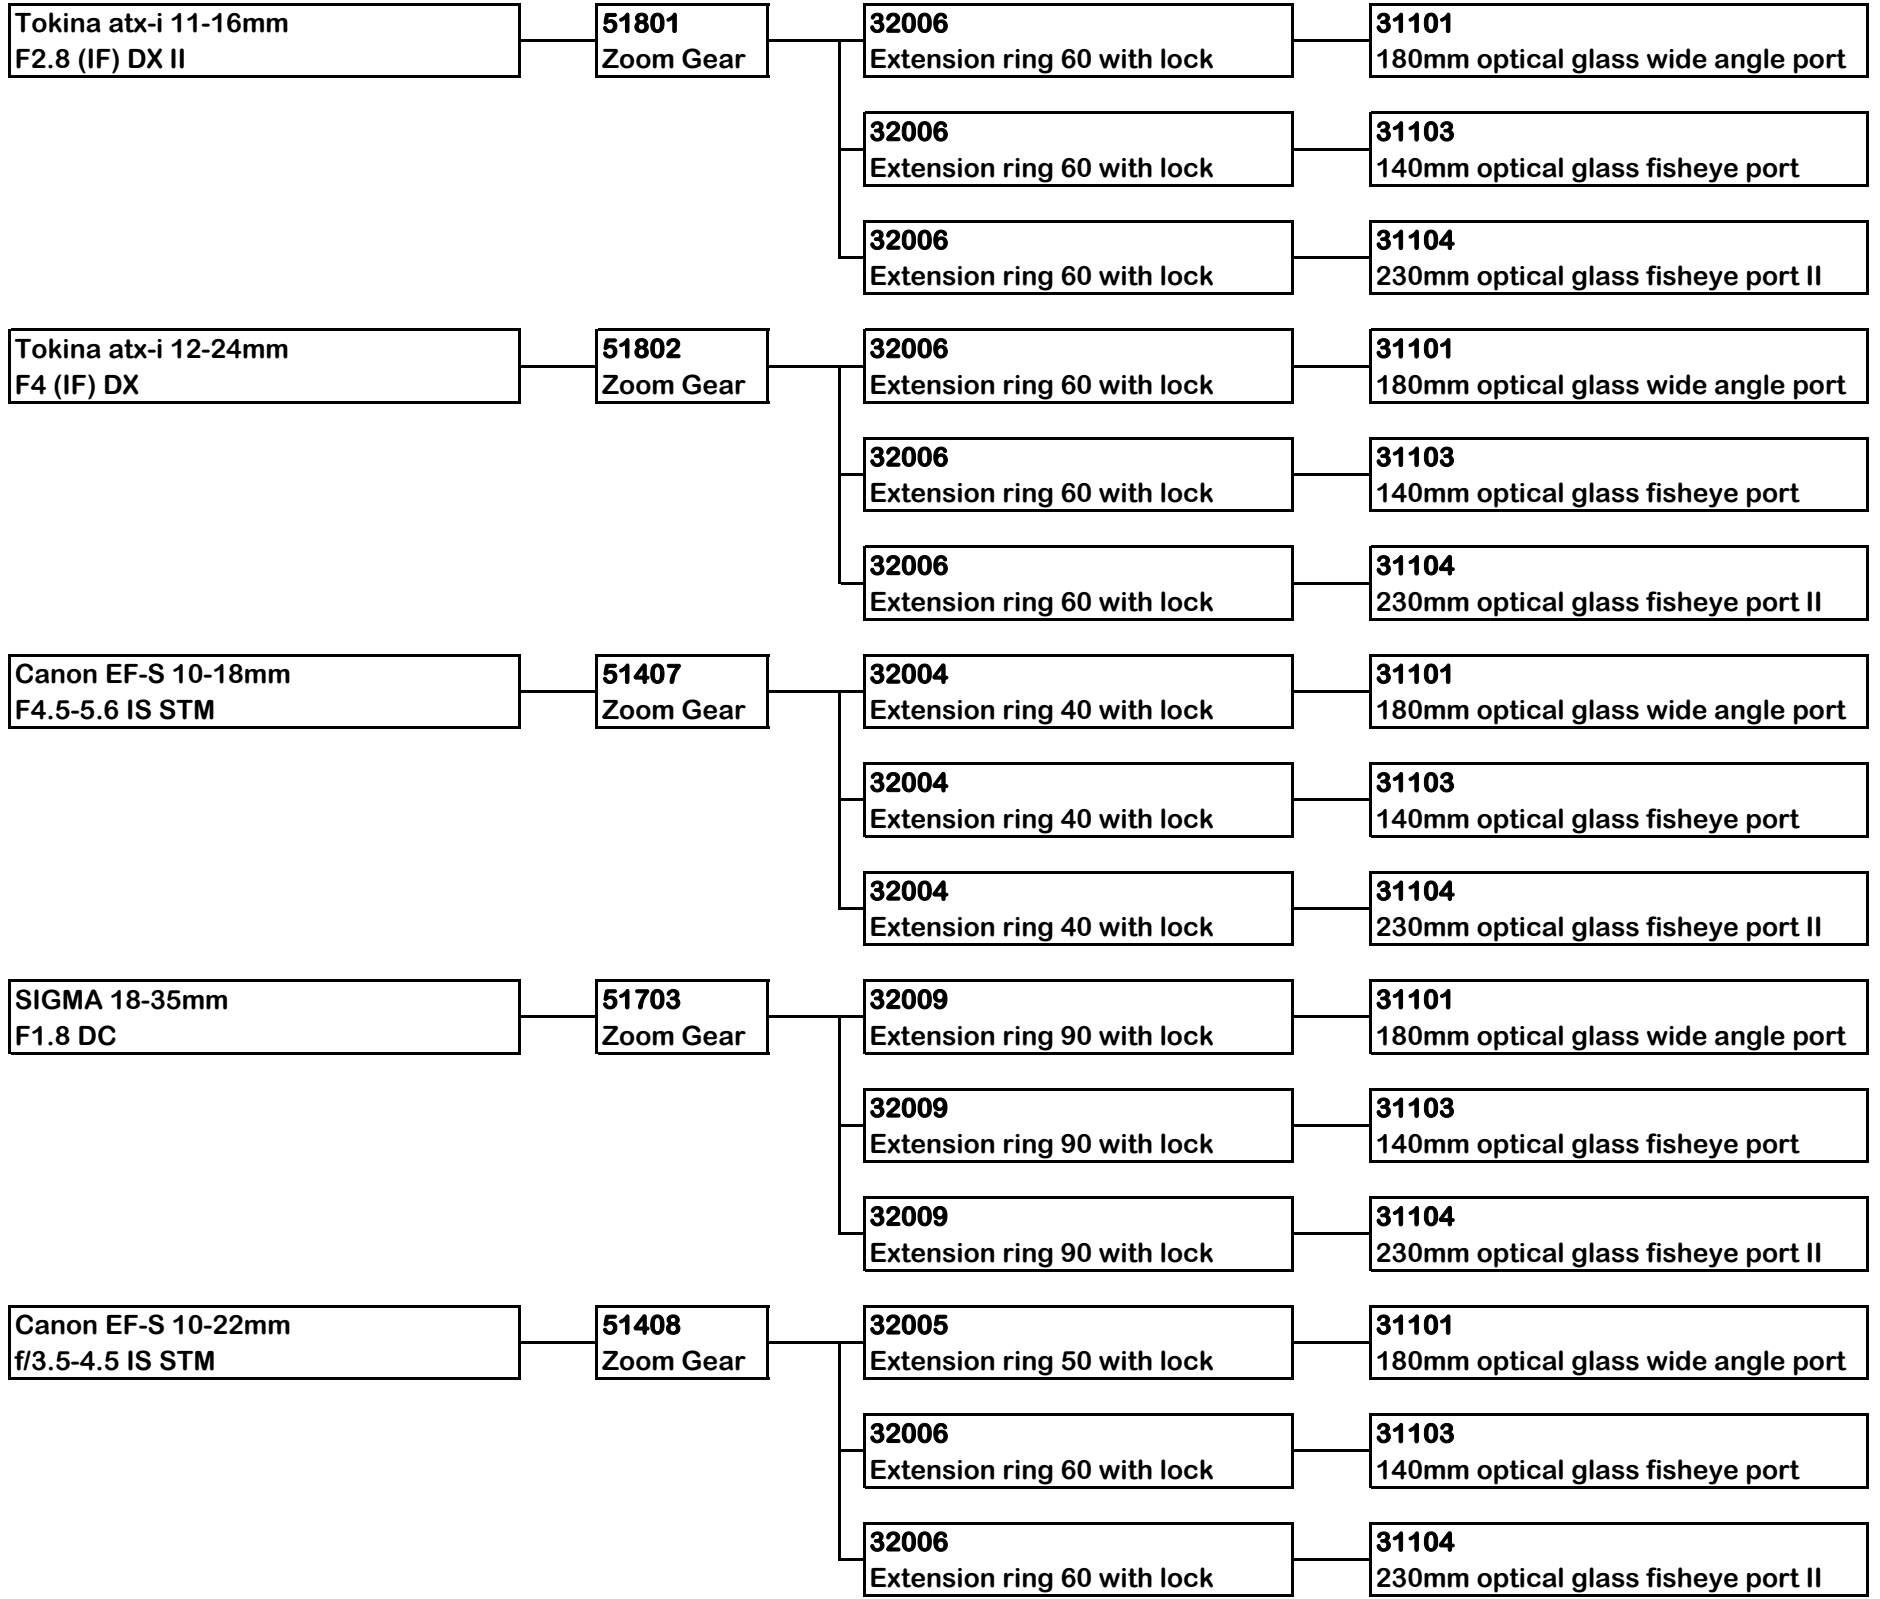 Tokina atx-i 11-16mm
F2.8 (IF) DX II
51801
Zoom Gear
32006
Extension ring 60 with lock
31101
180mm optical glass wide angle port
32006
Extension ring 60 with lock
31103
140mm optical glass fisheye port
32006
Extension ring 60 with lock
31104
230mm optical glass fisheye port II
Tokina atx-i 12-24mm
F4 (IF) DX
51802
Zoom Gear
32006
Extension ring 60 with lock
31101
180mm optical glass wide angle port
32006
Extension ring 60 with lock
31103
140mm optical glass fisheye port
32006
Extension ring 60 with lock
31104
230mm optical glass fisheye port II
Canon EF-S 10-18mm
F4.5-5.6 IS STM
51407
Zoom Gear
32004
Extension ring 40 with lock
31101
180mm optical glass wide angle port
32004
Extension ring 40 with lock
31103
140mm optical glass fisheye port
32004
Extension ring 40 with lock
31104
230mm optical glass fisheye port II
SIGMA 18-35mm
F1.8 DC
51703
Zoom Gear
32009
Extension ring 90 with lock
31101
180mm optical glass wide angle port
32009
Extension ring 90 with lock
31103
140mm optical glass fisheye port
32009
Extension ring 90 with lock
31104
230mm optical glass fisheye port II
Canon EF-S 10-22mm
f/3.5-4.5 IS STM
51408
Zoom Gear
32005
Extension ring 50 with lock
31101
180mm optical glass wide angle port
32006
Extension ring 60 with lock
31103
140mm optical glass fisheye port
32006
Extension ring 60 with lock
31104
230mm optical glass fisheye port II